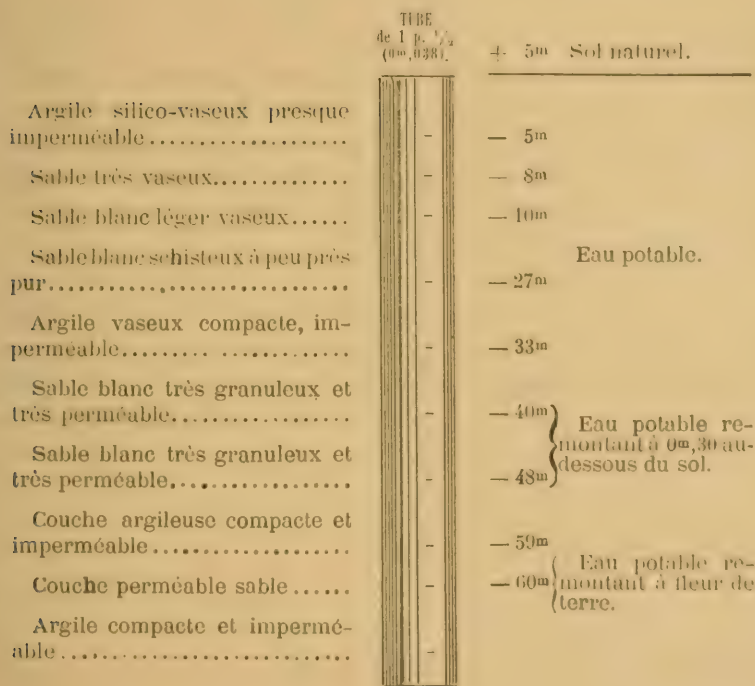 TUBE
de 1 p. 1/2
(0m,038).
+ 5m Sol naturel.
Argile silico-vaseux presque
imperméable.................... — 5m
Sable très vaseux.............. — 8m
Sable blanc léger vaseux...... — 10m
Sable blanc schisteux à peu près
Eau potable.
pur................................ — 27m
Argile vaseux compacte, im-
perméable......... ............. — 33m
Sable blanc très granuleux et
très perméable.................. — 40m
Eau potable re-
montant à 0m,30 au-
dessous du sol.
Sable blanc très granuleux et
très perméable.................. — 48m
Couche argileuse compacte et
imperméable.................... — 59m
Couche perméable sable ...... — 60m
Eau potable re-
montant à fleur de
terre.
Argile compacte et impermé-
able.............................